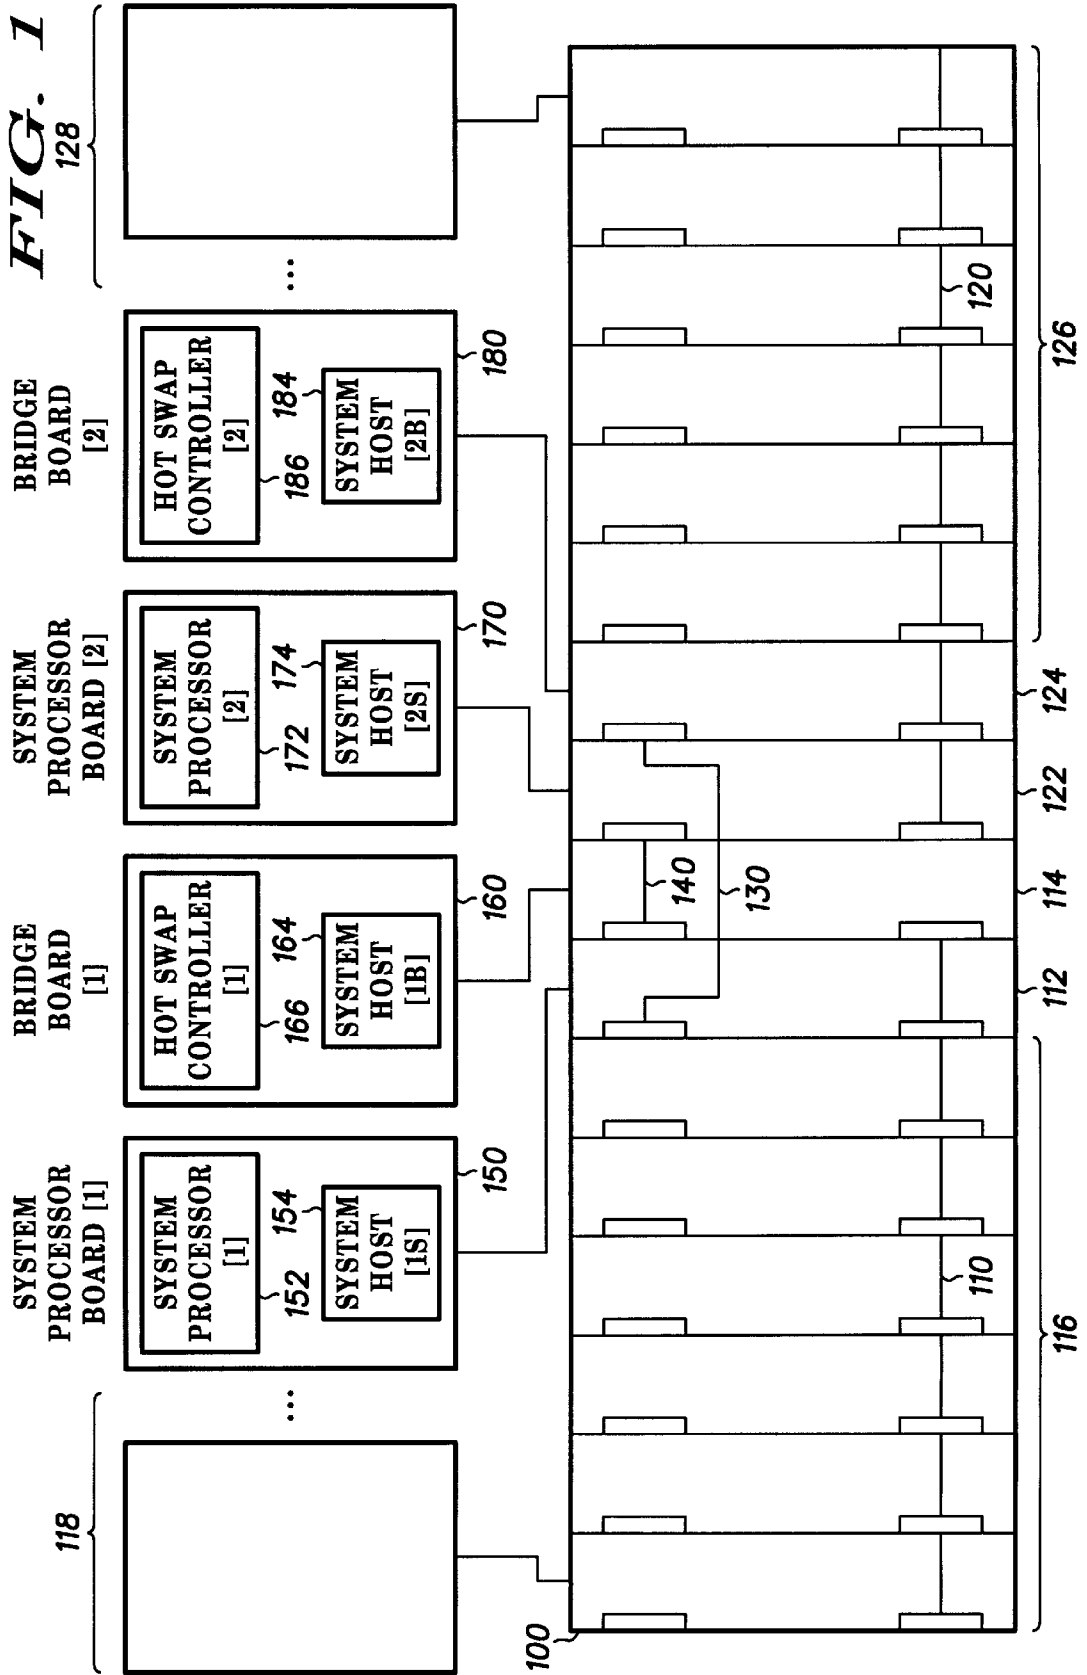 FIG. 1
118
128
SYSTEM
PROCESSOR
BOARD [1]
BRIDGE
BOARD
[1]
SYSTEM
PROCESSOR
BOARD [2]
BRIDGE
BOARD
[2]
SYSTEM
PROCESSOR
[1]
152
154
SYSTEM
HOST
[1S]
150
HOT SWAP
CONTROLLER
[1]
166
164
SYSTEM
HOST
[1B]
160
SYSTEM
PROCESSOR
[2]
172
174
SYSTEM
HOST
[2S]
170
HOT SWAP
CONTROLLER
[2]
186
184
SYSTEM
HOST
[2B]
180
...
...
100
140
130
110
120
116
112
114
122
124
126